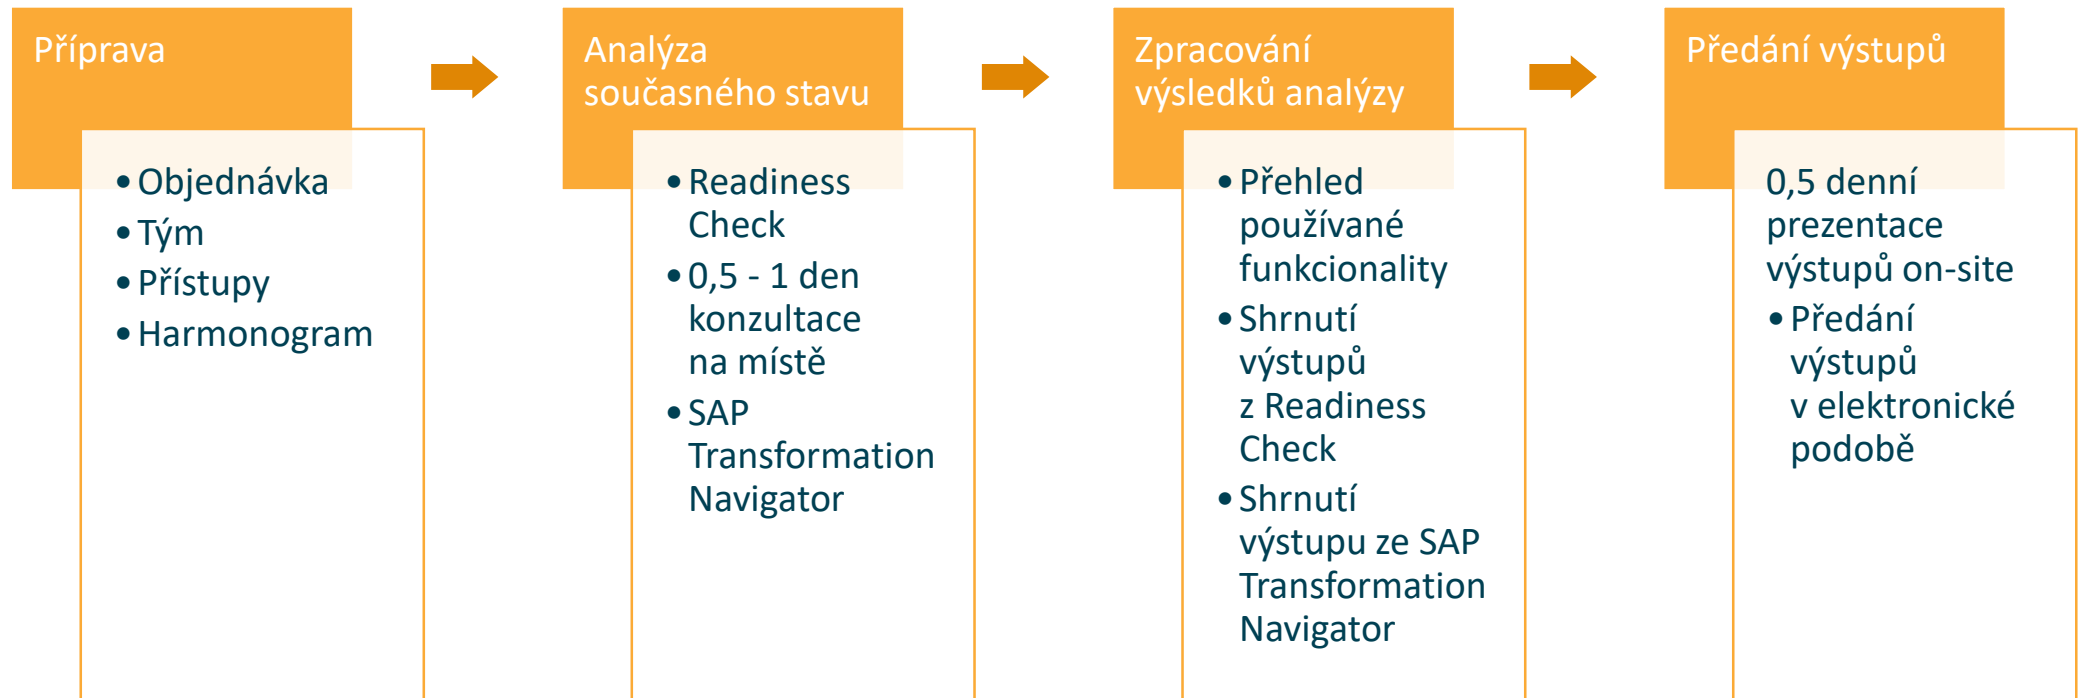 Příprava
• Objednávka
• Tým
• Přístupy
• Harmonogram
Analýza
současného stavu
• Readiness
Check
• 0,5 - 1 den
konzultace
na místě
• SAP
Transformation
Navigator
Zpracování
výsledků analýzy
• Přehled
používané
funkcionality
• Shrnutí
výstupů
z Readiness
Check
• Shrnutí
výstupu ze SAP
Transformation
Navigator
Předání výstupů
0,5 denní
prezentace
výstupů on-site
• Předání
výstupů
v elektronické
podobě